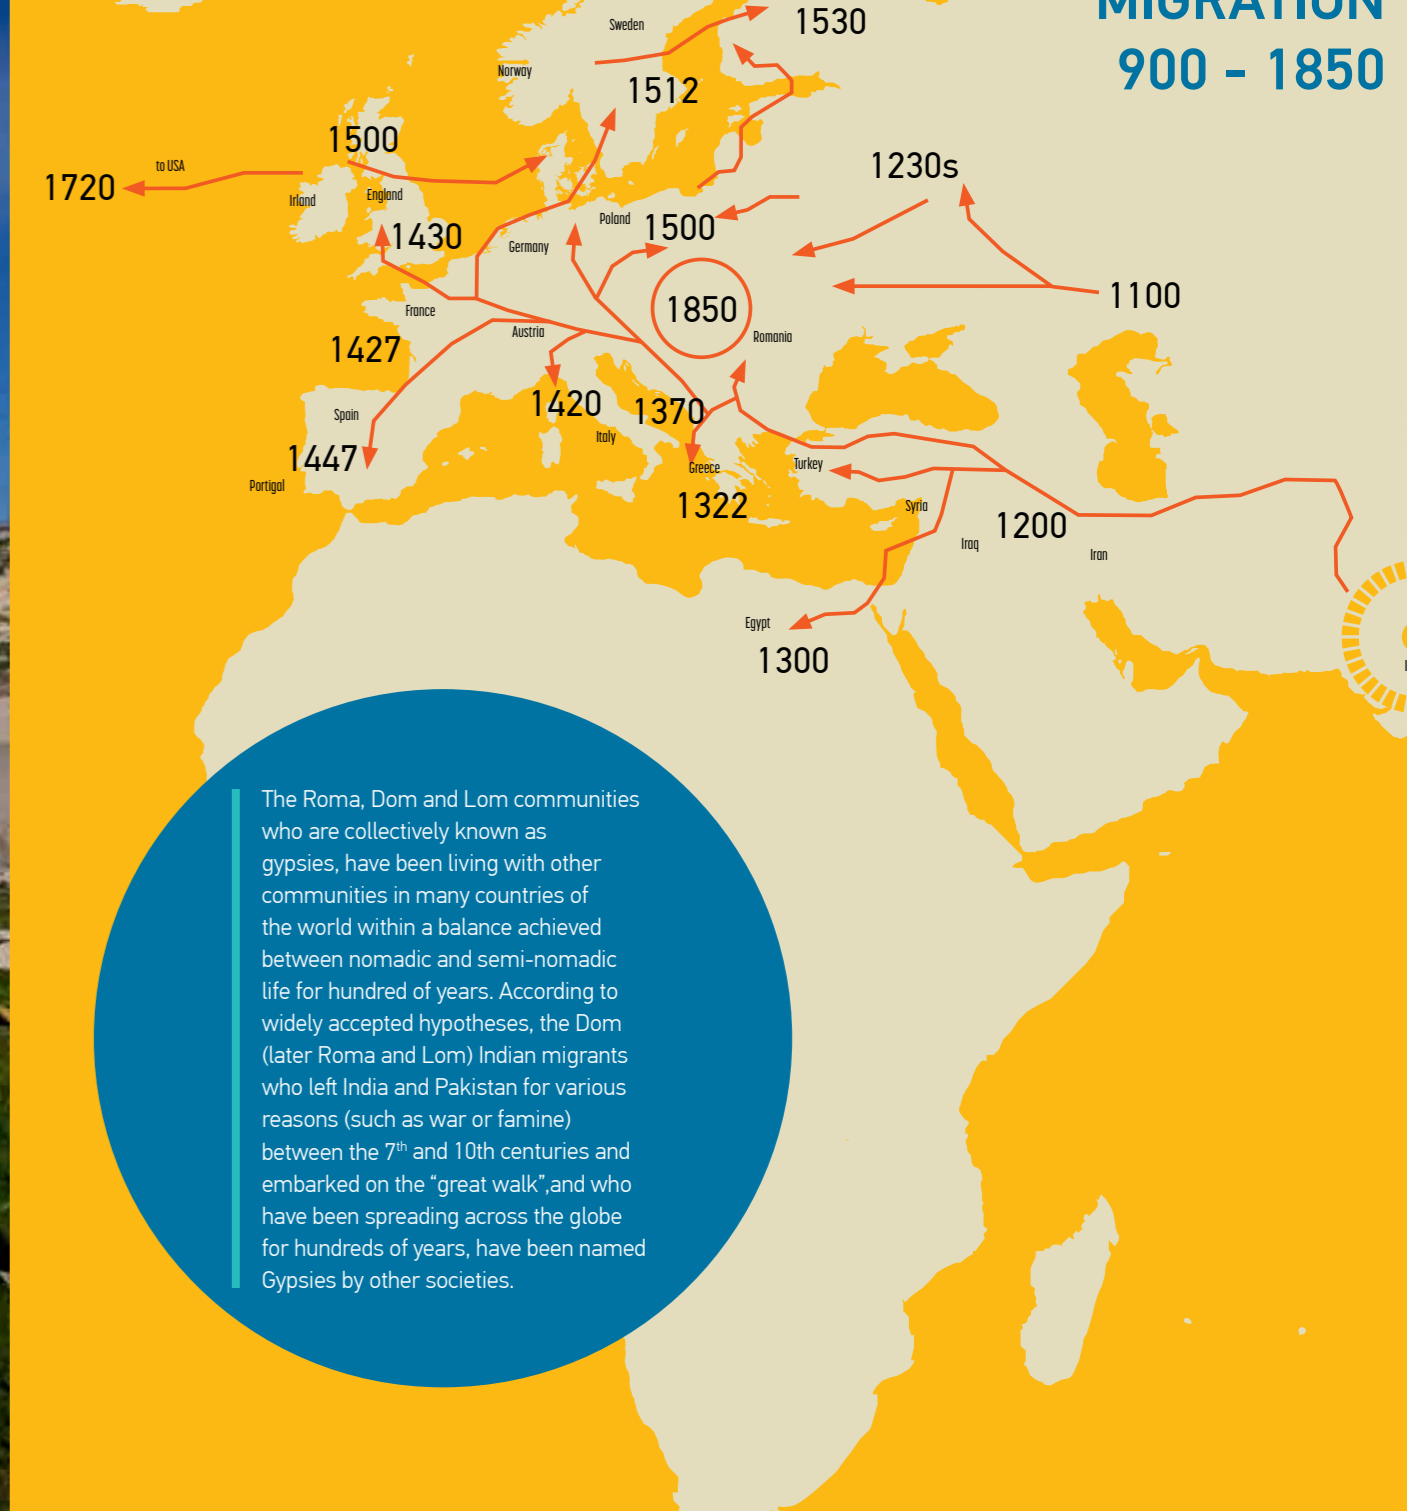 MIGRATION
900 - 1850
Sweden
1530
Norway
1512
1500
to USA
1720
Irland
England
1230s
Poland
1500
1430
Germany
1100
France
1850
Austria
Romania
1427
1420
1370
Spain
Italy
1447
Greece
Turkey
Portigal
1322
Syria
1200
Iraq
Iran
Egypt
1300
The Roma, Dom and Lom communities
who are collectively known as
gypsies, have been living with other
communities in many countries of
the world within a balance achieved
between nomadic and semi-nomadic
life for hundred of years. According to
widely accepted hypotheses, the Dom
(later Roma and Lom) Indian migrants
who left India and Pakistan for various
reasons (such as war or famine)
between the 7th and 10th centuries and
embarked on the “great walk”,and who
have been spreading across the globe
for hundreds of years, have been named
Gypsies by other societies.